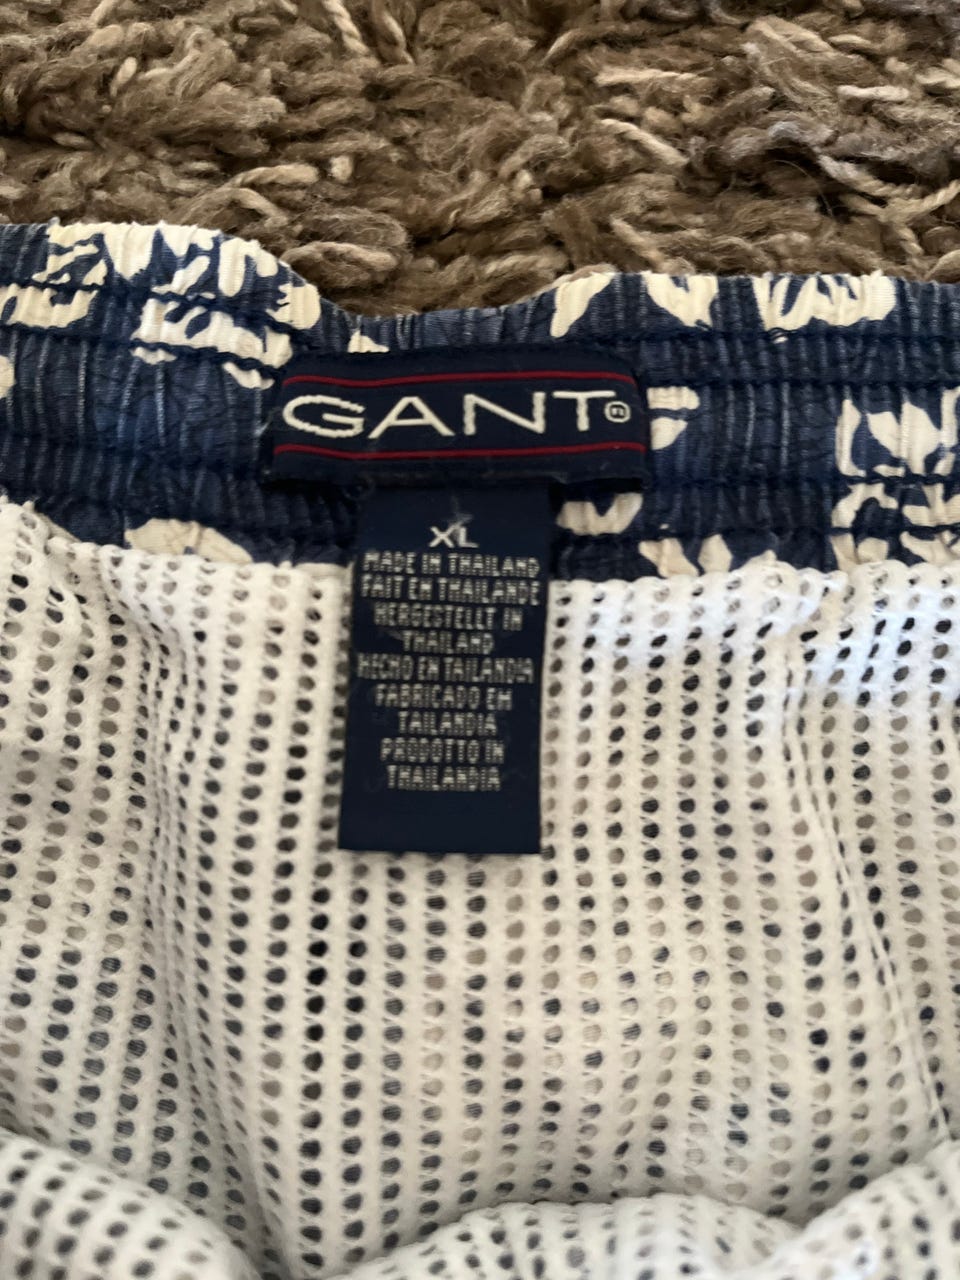 GANT®
XL
MADE IN THAILAND
FAIT EN THAILANDE
HERGESTELLT IN
THAILAND
HECHO EN TAILANDIA
FABRICADO EM
TAILANDIA
PRODOTTO IN
THAILANDIA